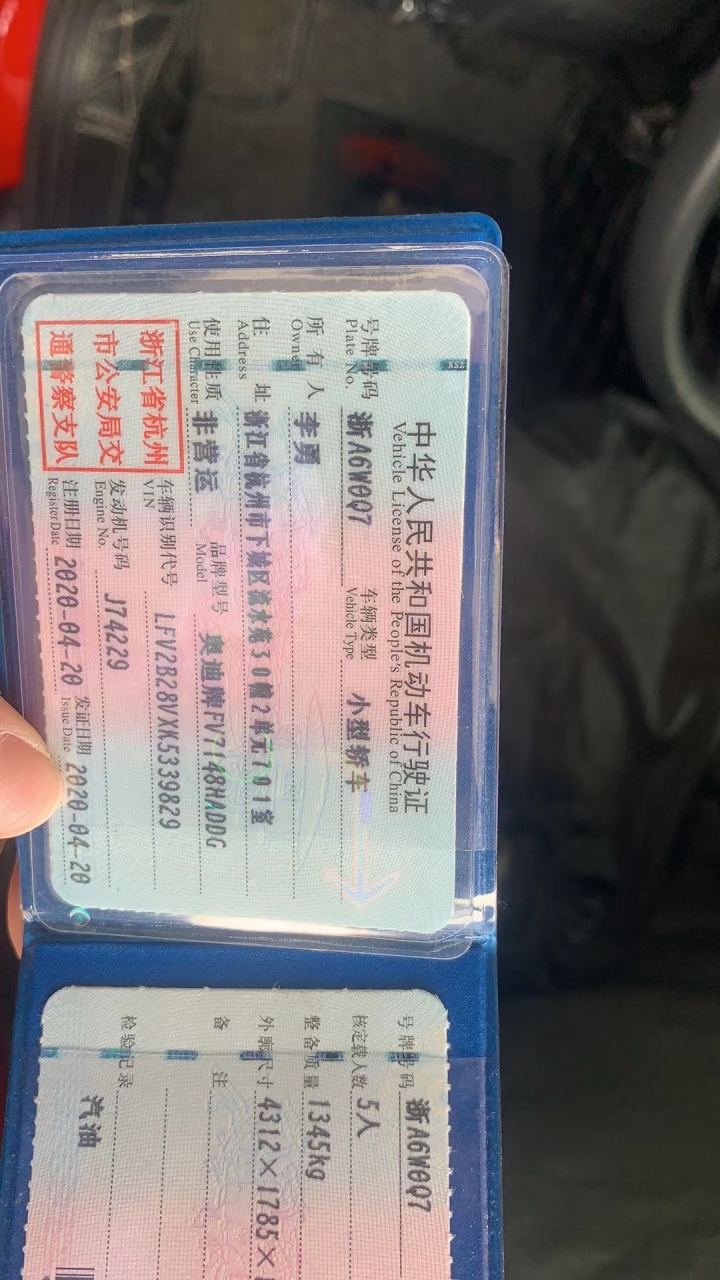 中华人民共和国机动车行驶证
Vehicle License of the People's Republic of China
号牌号码 浙A6W0Q7 车辆类型 小型轿车
Plate No. Vehicle Type
所有人 李勇
Owner
住址 浙江省杭州市下城区流水苑30幢2单元701室
Address
使用性质 非营运 品牌型号 奥迪牌FV7148HADDG
Use Character Model
浙江省杭州
市公安局交
通警察支队
车辆识别代号 LFV2B28VXK5339829
VIN
发动机号码 J74229
Engine No.
注册日期 2020-04-20 发证日期 2020-04-20
Register Date Issue Date
XSZ
号牌号码 浙A6W0Q7
核定载人数 5人
整备质量 1345kg
外廓尺寸 4312×1785×
备注
检验记录
汽油